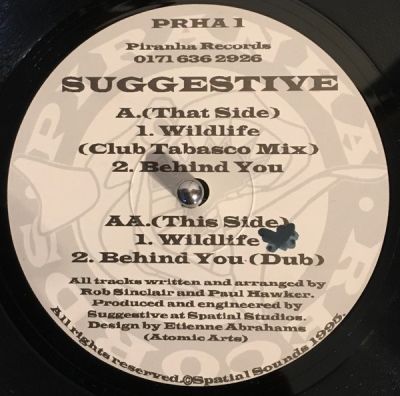 PRHA 1
Piranha Records
0171 636 2926
SUGGESTIVE
A.(That Side)
1. Wildlife
(Club Tabasco Mix)
2. Behind You
AA.(This Side)
1. Wildlife
2. Behind You (Dub)
All tracks written and arranged by
Rob Sinclair and Paul Hawker.
Produced and engineered by
Suggestive at Spatial Studios.
Design by Etienne Abrahams
(Atomic Arts)
All rights reserved.©Spatial Sounds 1995.
PIRANHA RECORDS